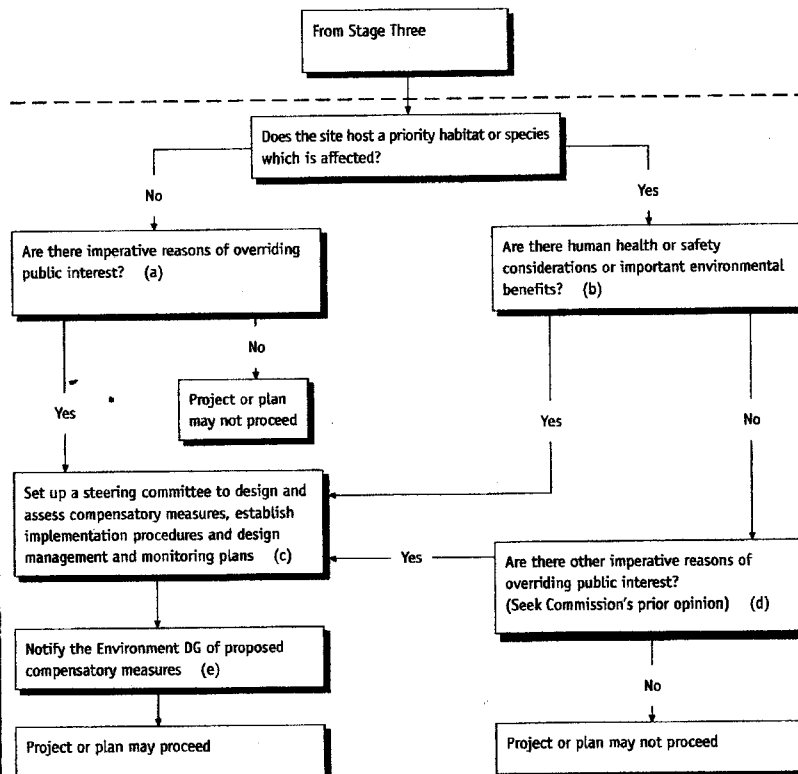 From Stage Three
Does the site host a priority habitat or species
which is affected?
No
Yes
Are there imperative reasons of overriding
public interest? (a)
Are there human health or safety
considerations or important environmental
benefits? (b)
No
Project or plan
may not proceed
Yes
Yes
No
Set up a steering committee to design and
assess compensatory measures, establish
implementation procedures and design
management and monitoring plans (c)
Yes
Are there other imperative reasons of
overriding public interest?
(Seek Commission's prior opinion) (d)
Notify the Environment DG of proposed
compensatory measures (e)
No
Project or plan may proceed
Project or plan may not proceed